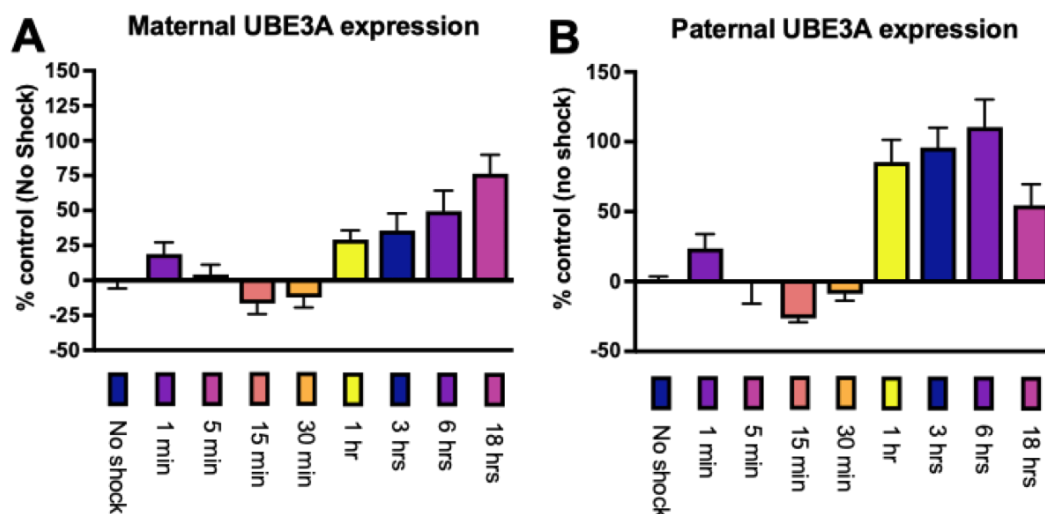 A
Maternal UBE3A expression
% control (No Shock)
150
125
100
75
50
25
0
-25
-50
No shock
1 min
5 min
15 min
30 min
1 hr
3 hrs
6 hrs
18 hrs
B
Paternal UBE3A expression
% control (no shock)
150
100
50
0
-50
No shock
1 min
5 min
15 min
30 min
1 hr
3 hrs
6 hrs
18 hrs